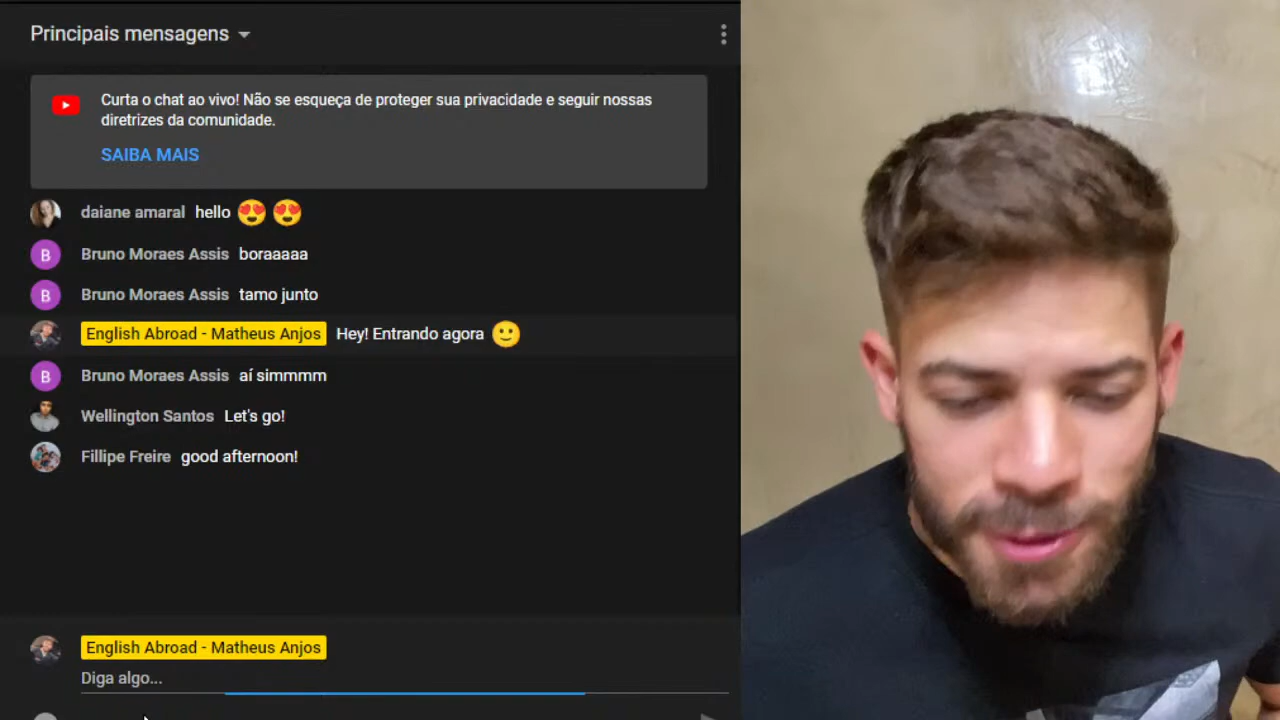 Principais mensagens
Curta o chat ao vivo! Não se esqueça de proteger sua privacidade e seguir nossas
diretrizes da comunidade.
SAIBA MAIS
daiane amaral hello 😍 😍
B Bruno Moraes Assis boraaaaa
B Bruno Moraes Assis tamo junto
English Abroad - Matheus Anjos Hey! Entrando agora 🙂
B Bruno Moraes Assis aí simmmm
Wellington Santos Let's go!
Fillipe Freire good afternoon!
English Abroad - Matheus Anjos
Diga algo...